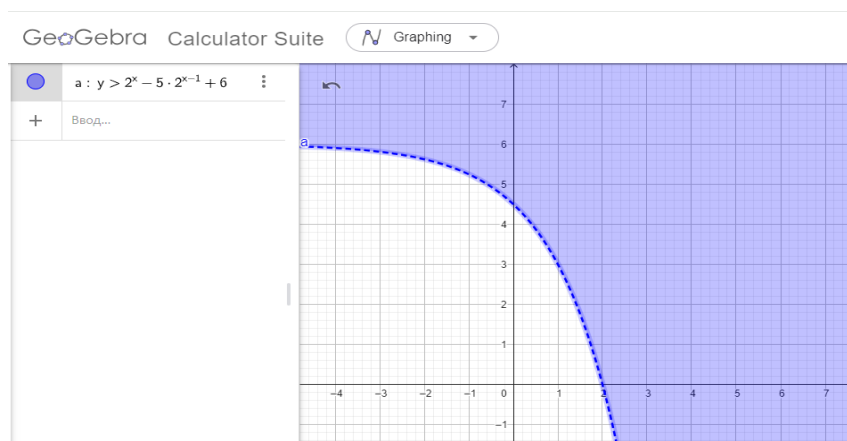 GeoGebra Calculator Suite Graphing
a : y > 2ˣ − 5 · 2ˣ⁻¹ + 6
+ Ввод...
a
7
6
5
4
3
2
1
−4 −3 −2 −1 0 1 2 3 4 5 6 7
−1